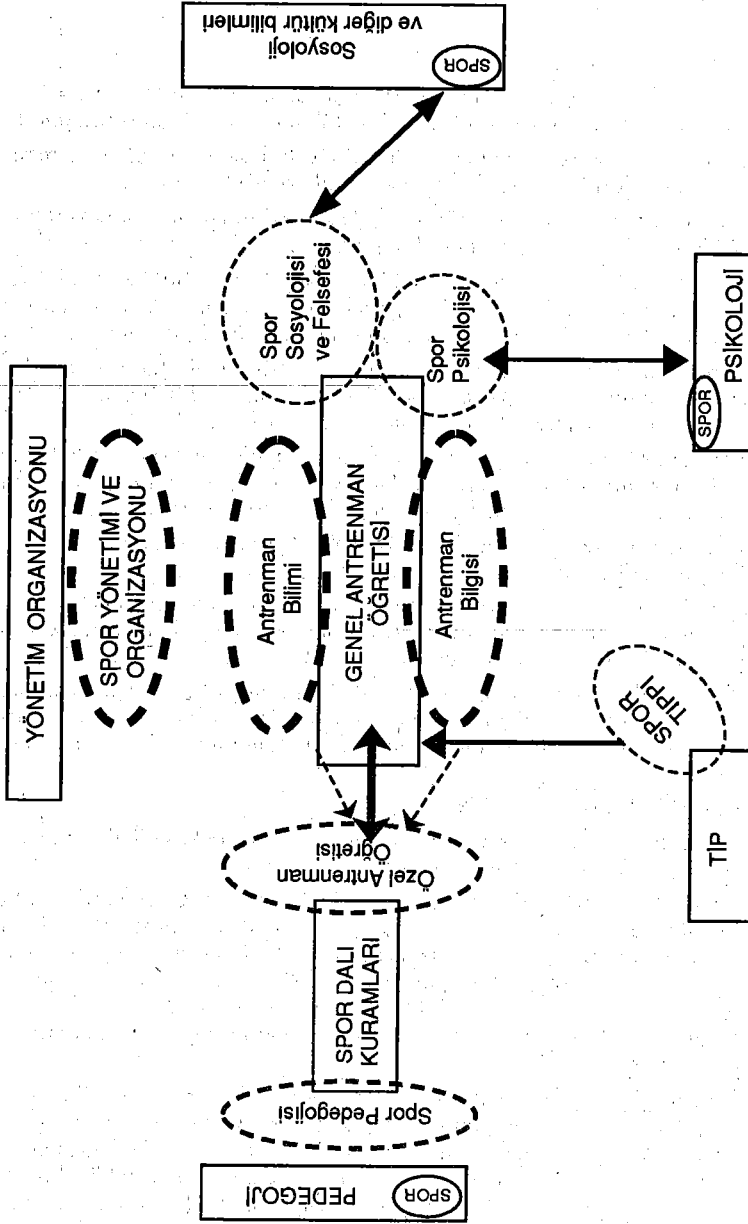 YÖNETİM ORGANİZASYONU
SPOR YÖNETİMİ VE
ORGANİZASYONU
PEDEGOJİ
SPOR
Spor Pedegojisi
SPOR DALI
KURAMLARI
Özel Antrenman
Öğretisi
Antrenman
Bilimi
GENEL ANTRENMAN
ÖĞRETİSİ
Antrenman
Bilgisi
Spor
Sosyolojisi
ve Felsefesi
Spor
Psikolojisi
Sosyoloji
ve diğer kültür bilimleri
SPOR
SPOR
TIPPI
TİP
SPOR
PSİKOLOJİ